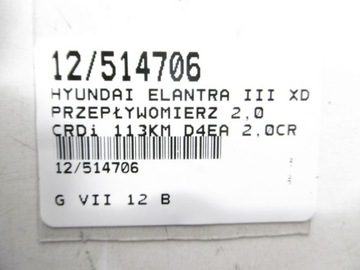 12/514706
HYUNDAI ELANTRA III XD
PRZEPŁYWOMIERZ 2,0
CRDi 113KM D4EA 2.0CR
12/514706
G VII 12 B